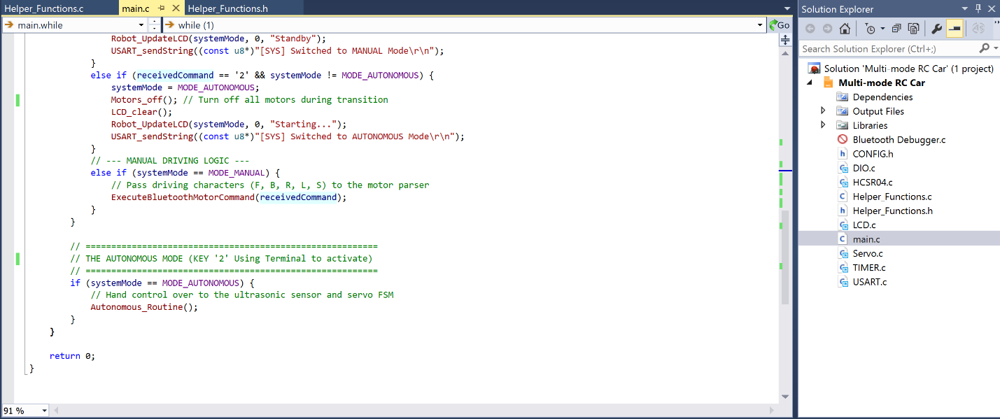 Helper_Functions.c main.c Helper_Functions.h
main.while while (1) Go
Robot_UpdateLCD(systemMode, 0, "Standby");
USART_sendString((const u8*)"[SYS] Switched to MANUAL Mode\r\n");
}
else if (receivedCommand == '2' && systemMode != MODE_AUTONOMOUS) {
systemMode = MODE_AUTONOMOUS;
Motors_off(); // Turn off all motors during transition
LCD_clear();
Robot_UpdateLCD(systemMode, 0, "Starting...");
USART_sendString((const u8*)"[SYS] Switched to AUTONOMOUS Mode\r\n");
}
// --- MANUAL DRIVING LOGIC ---
else if (systemMode == MODE_MANUAL) {
// Pass driving characters (F, B, R, L, S) to the motor parser
ExecuteBluetoothMotorCommand(receivedCommand);
}
}
// =========================================================
// THE AUTONOMOUS MODE (KEY '2' Using Terminal to activate)
// =========================================================
if (systemMode == MODE_AUTONOMOUS) {
// Hand control over to the ultrasonic sensor and servo FSM
Autonomous_Routine();
}
}
return 0;
}
91 %
Solution Explorer
Search Solution Explorer (Ctrl+;)
Solution 'Multi-mode RC Car' (1 project)
Multi-mode RC Car
Dependencies
Output Files
Libraries
Bluetooth Debugger.c
CONFIG.h
DIO.c
HCSR04.c
Helper_Functions.c
Helper_Functions.h
LCD.c
main.c
Servo.c
TIMER.c
USART.c